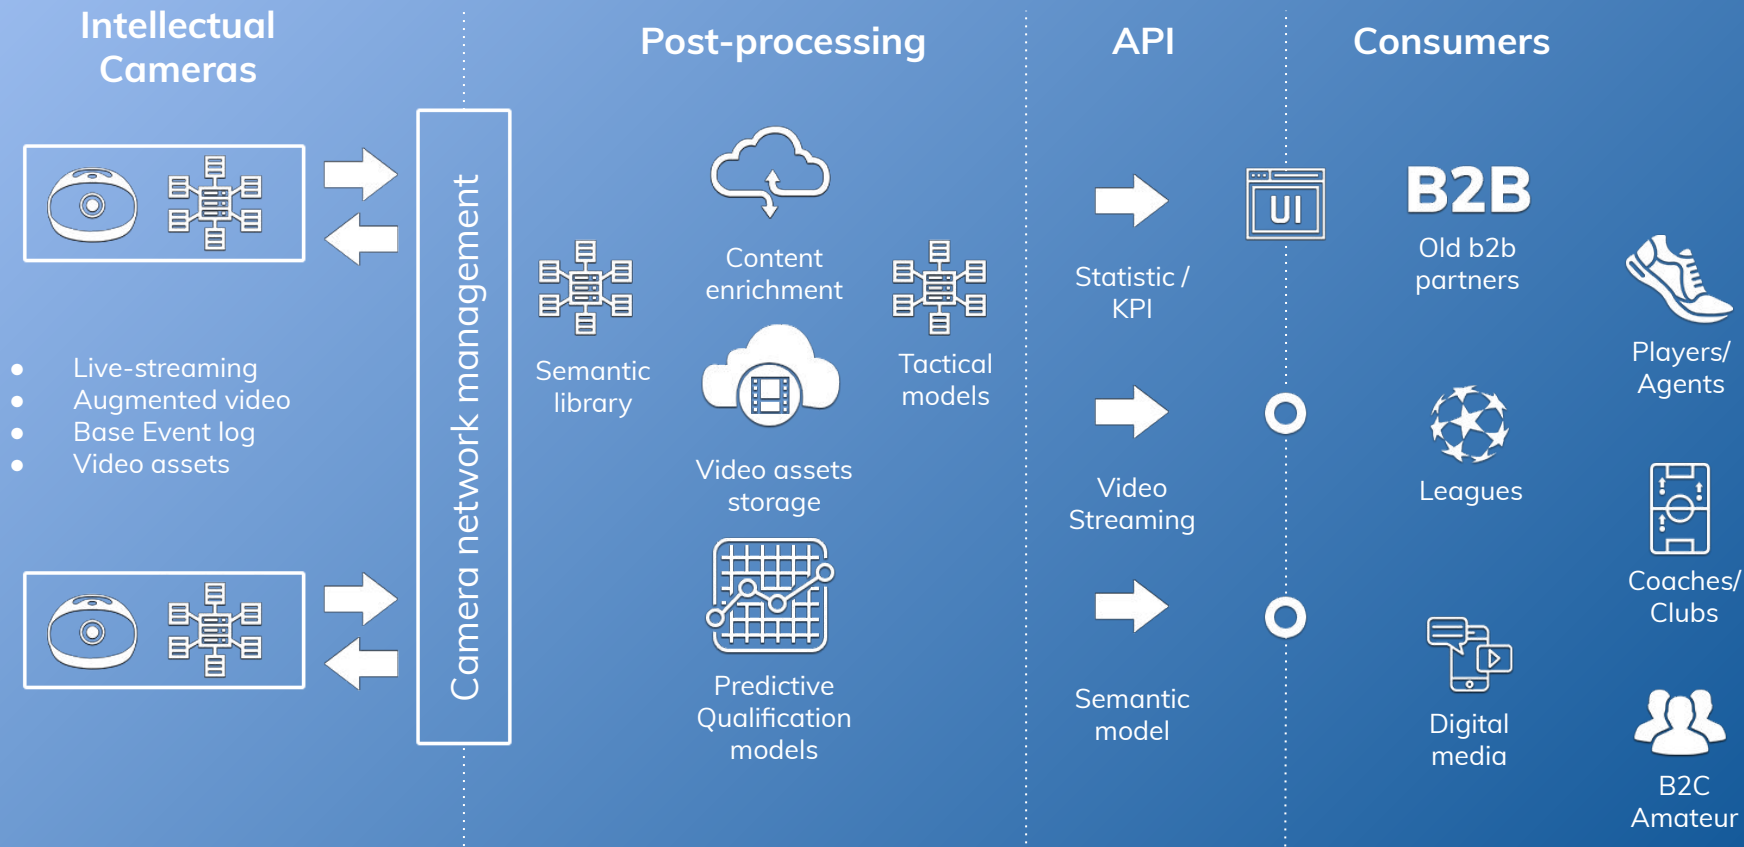 Intellectual
Cameras
Post-processing
API
Consumers
Live-streaming
Augmented video
Base Event log
Video assets
Camera network management
Semantic
library
Content
enrichment
Video assets
storage
Predictive
Qualification
models
Tactical
models
Statistic /
KPI
Video
Streaming
Semantic
model
UI
B2B
Old b2b
partners
Leagues
Digital
media
Players/
Agents
Coaches/
Clubs
B2C
Amateur